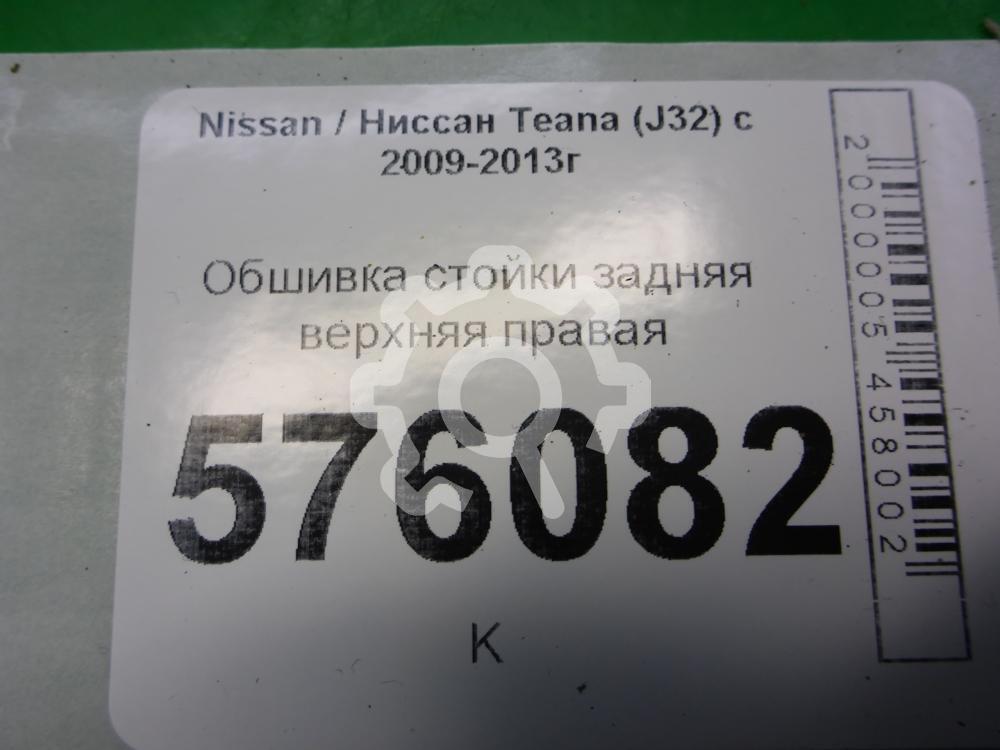 Nissan / Ниссан Teana (J32) с
2009-2013г
Обшивка стойки задняя
верхняя правая
576082
К
2000005458002